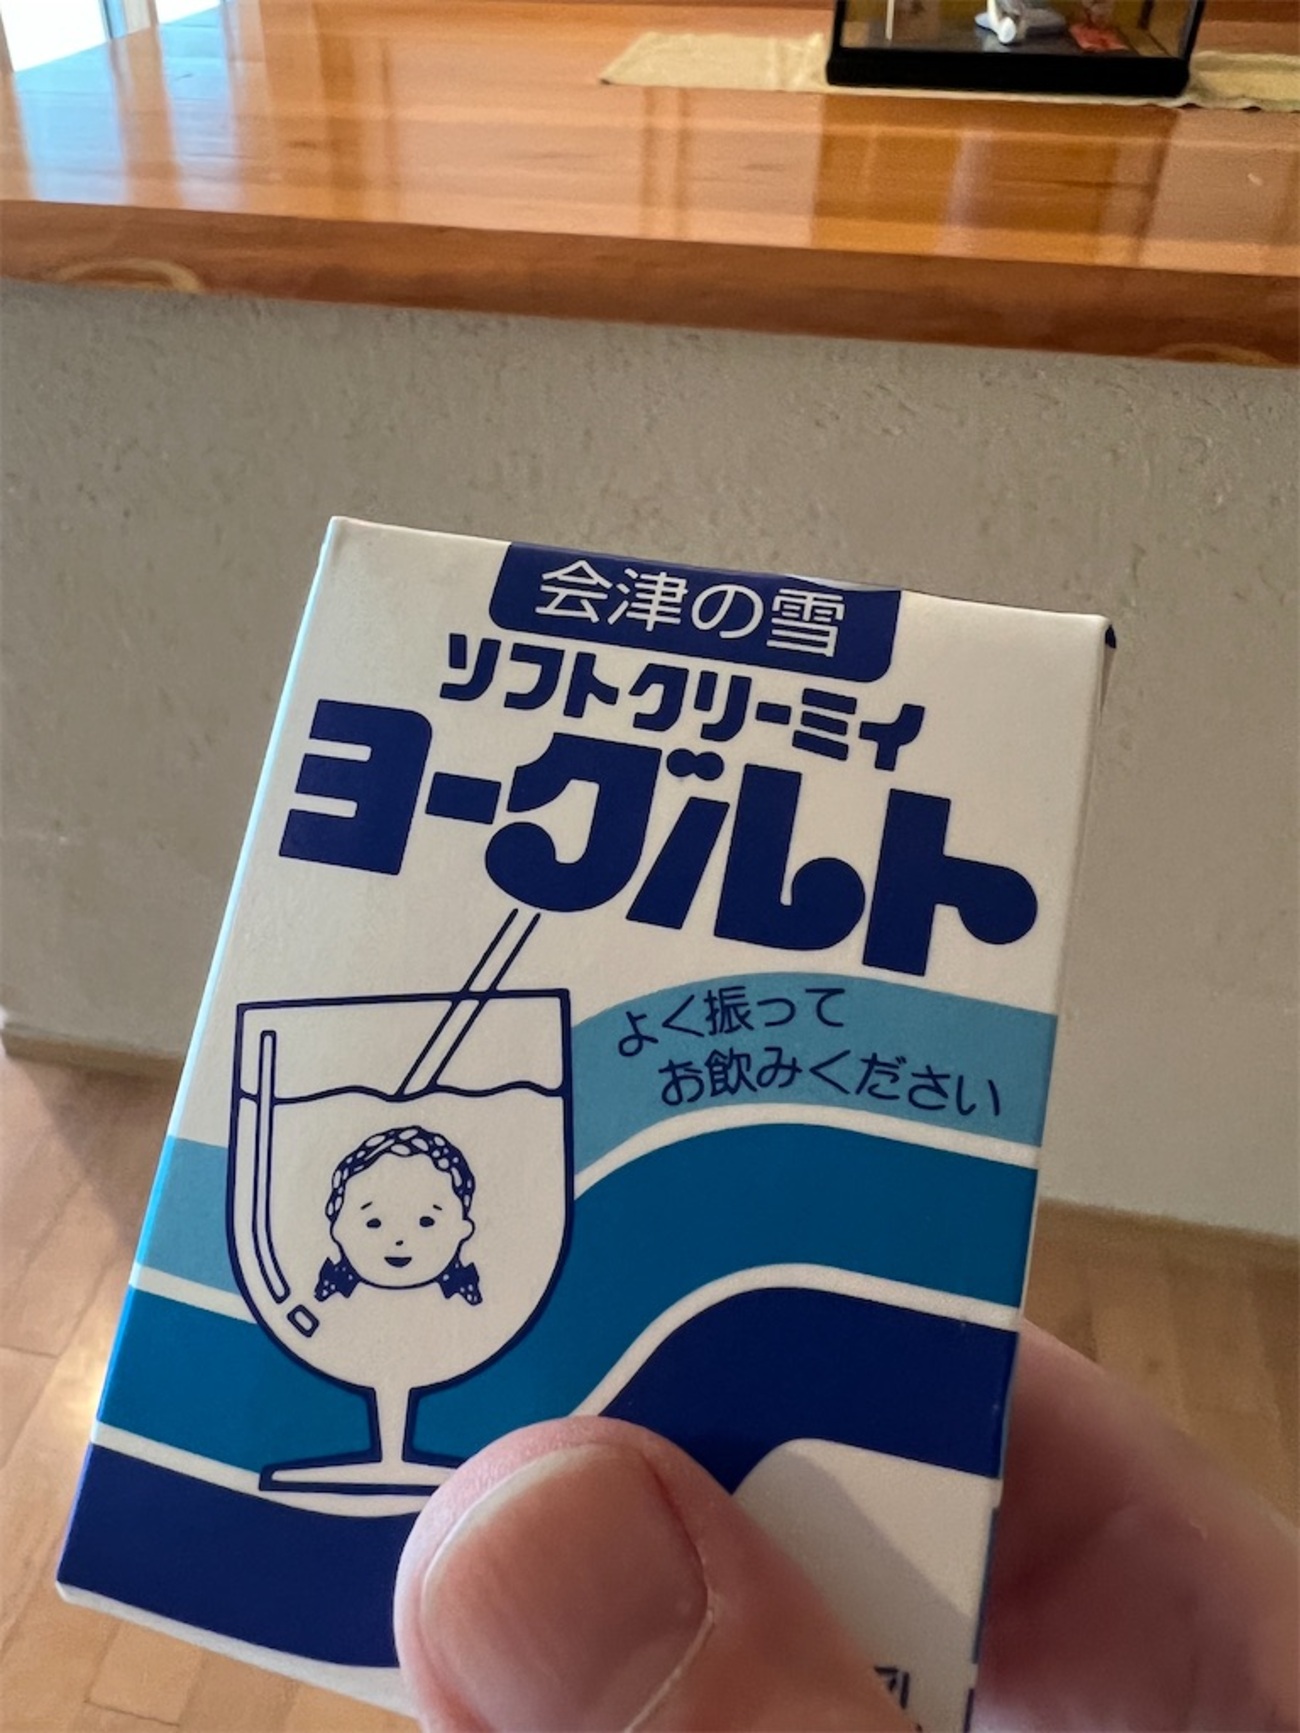 会津の雪
ソフトクリーミィ
ヨーグルト
よく振って
お飲みください